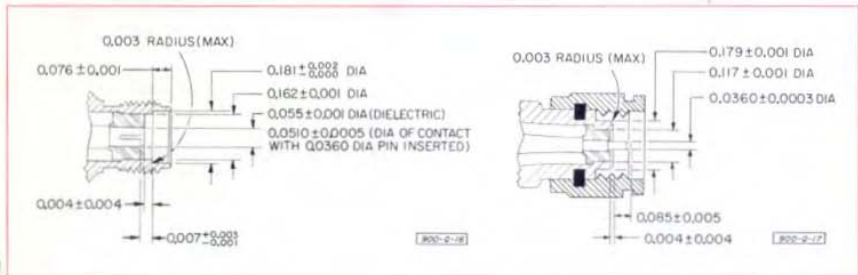 0.003 RADIUS (MAX)
0.076 ± 0.001
0.181 +0.002 -0.000 DIA
0.162 ± 0.001 DIA
0.055 ± 0.001 DIA (DIELECTRIC)
0.0510 ± 0.0005 (DIA OF CONTACT
WITH 0.0360 DIA PIN INSERTED)
0.004 ± 0.004
0.007 +0.003 -0.001
900-Q-16
0.003 RADIUS (MAX)
0.179 ± 0.001 DIA
0.117 ± 0.001 DIA
0.0360 ± 0.0003 DIA
0.085 ± 0.005
0.004 ± 0.004
900-Q-17